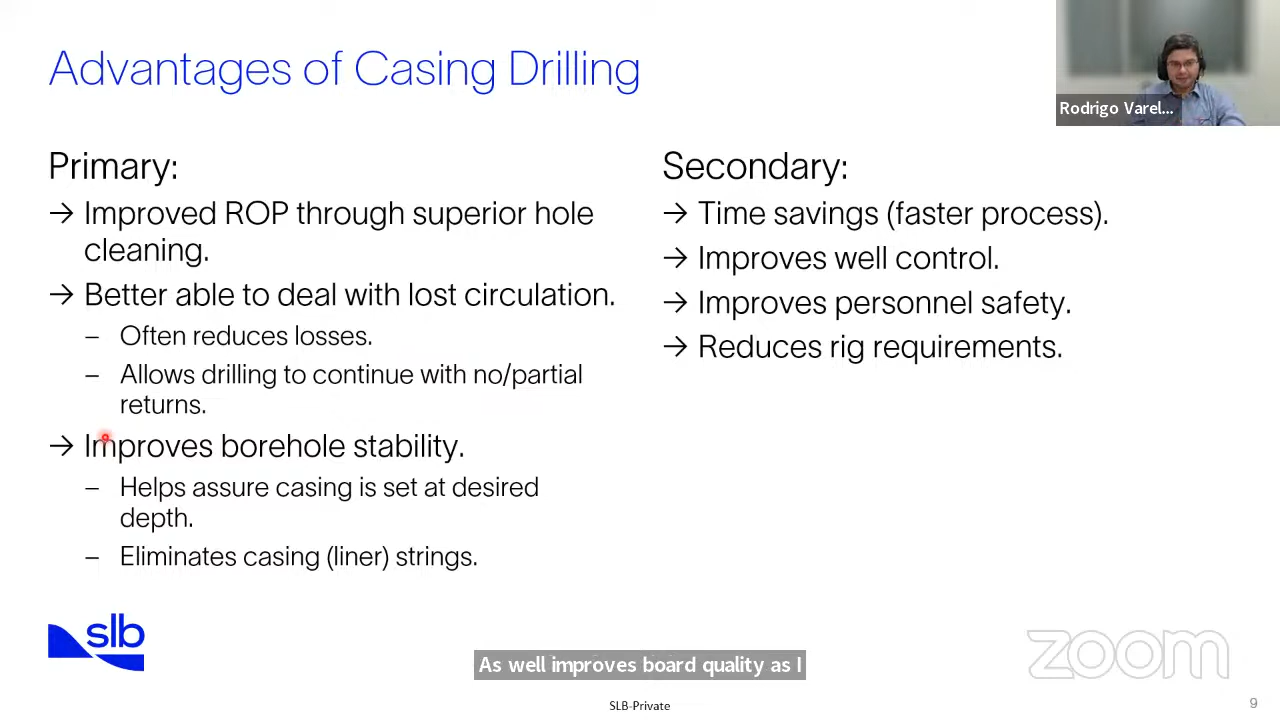 Advantages of Casing Drilling
Rodrigo Varel...
Primary:
→ Improved ROP through superior hole
cleaning.
→ Better able to deal with lost circulation.
– Often reduces losses.
– Allows drilling to continue with no/partial
returns.
→ Improves borehole stability.
– Helps assure casing is set at desired
depth.
– Eliminates casing (liner) strings.
Secondary:
→ Time savings (faster process).
→ Improves well control.
→ Improves personnel safety.
→ Reduces rig requirements.
slb
As well improves board quality as I
zoom
SLB-Private
9